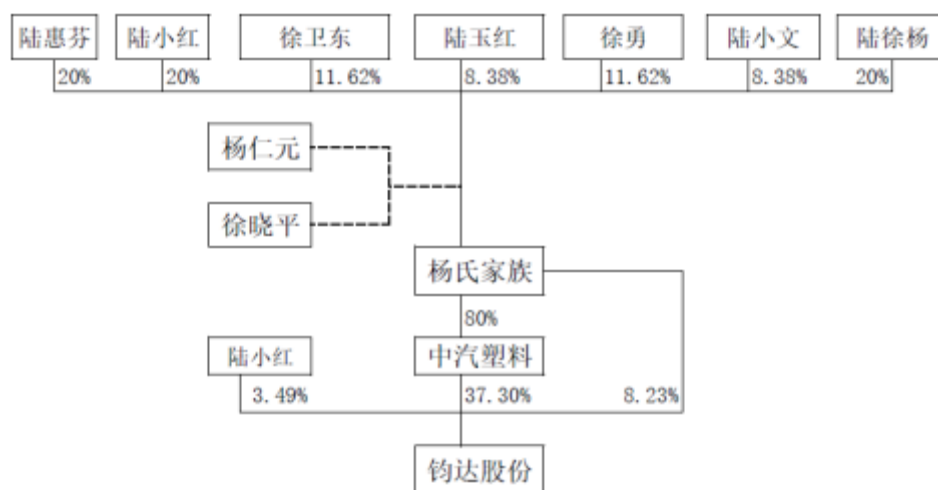 陆惠芬 陆小红 徐卫东 陆玉红 徐勇 陆小文 陆徐杨
20% 20% 11.62% 8.38% 11.62% 8.38% 20%
杨仁元
徐晓平
杨氏家族
80%
陆小红 中汽塑料
3.49% 37.30% 8.23%
钧达股份